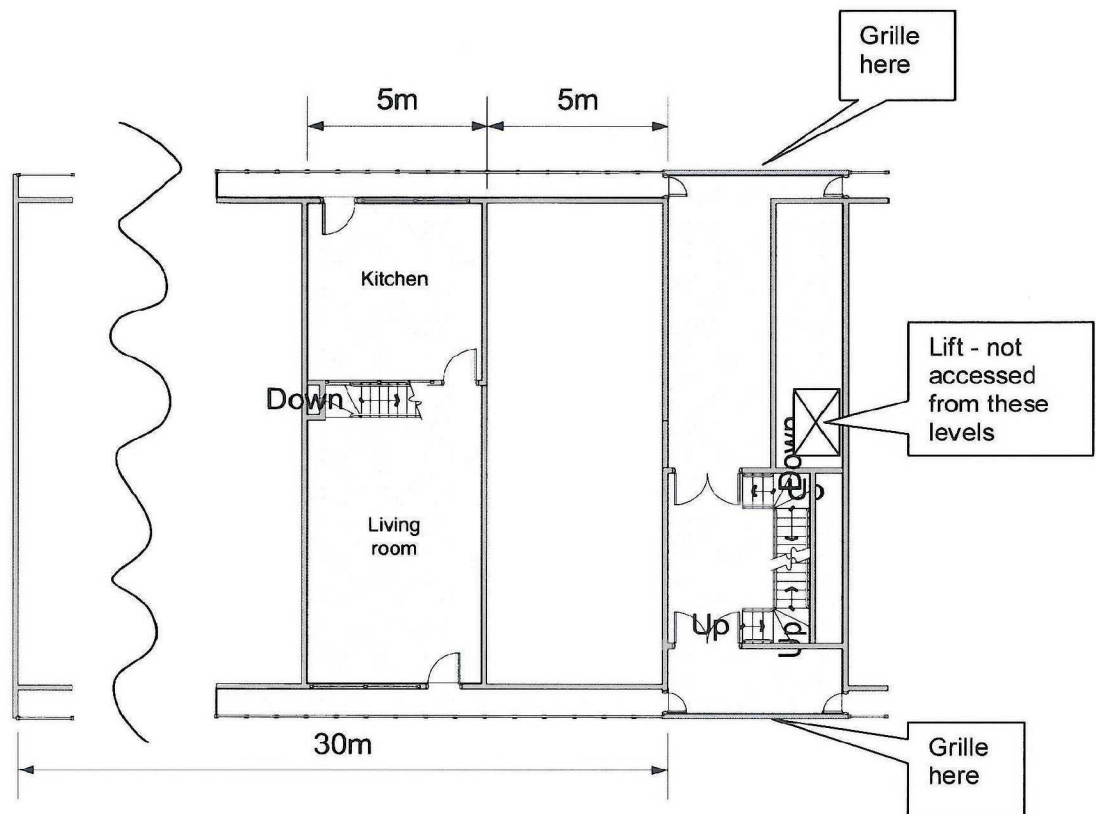 Grille
here
5m
5m
Kitchen
Down
Lift - not
accessed
from these
levels
Down
Up
Living
room
Up
Up
30m
Grille
here